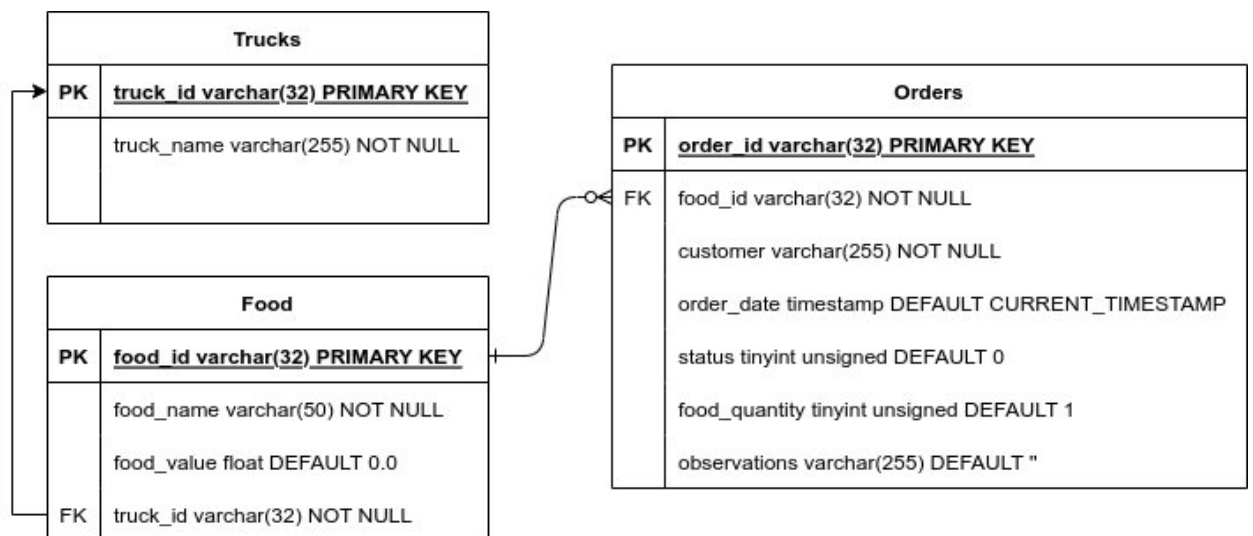 Trucks
PK truck_id varchar(32) PRIMARY KEY
truck_name varchar(255) NOT NULL
Food
PK food_id varchar(32) PRIMARY KEY
food_name varchar(50) NOT NULL
food_value float DEFAULT 0.0
FK truck_id varchar(32) NOT NULL
Orders
PK order_id varchar(32) PRIMARY KEY
FK food_id varchar(32) NOT NULL
customer varchar(255) NOT NULL
order_date timestamp DEFAULT CURRENT_TIMESTAMP
status tinyint unsigned DEFAULT 0
food_quantity tinyint unsigned DEFAULT 1
observations varchar(255) DEFAULT ''